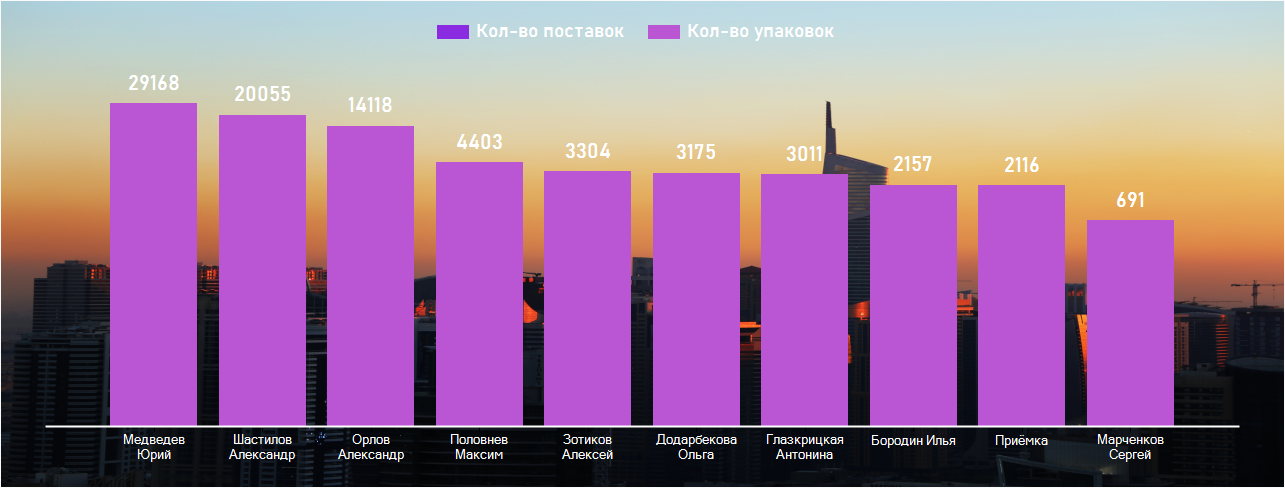 Кол-во поставок Кол-во упаковок
29168
20055
14118
4403
3304
3175
3011
2157
2116
691
Медведев
Юрий
Шастилов
Александр
Орлов
Александр
Половнев
Максим
Зотиков
Алексей
Додарбекова
Ольга
Глазкрицкая
Антонина
Бородин Илья
Приёмка
Марченков
Сергей